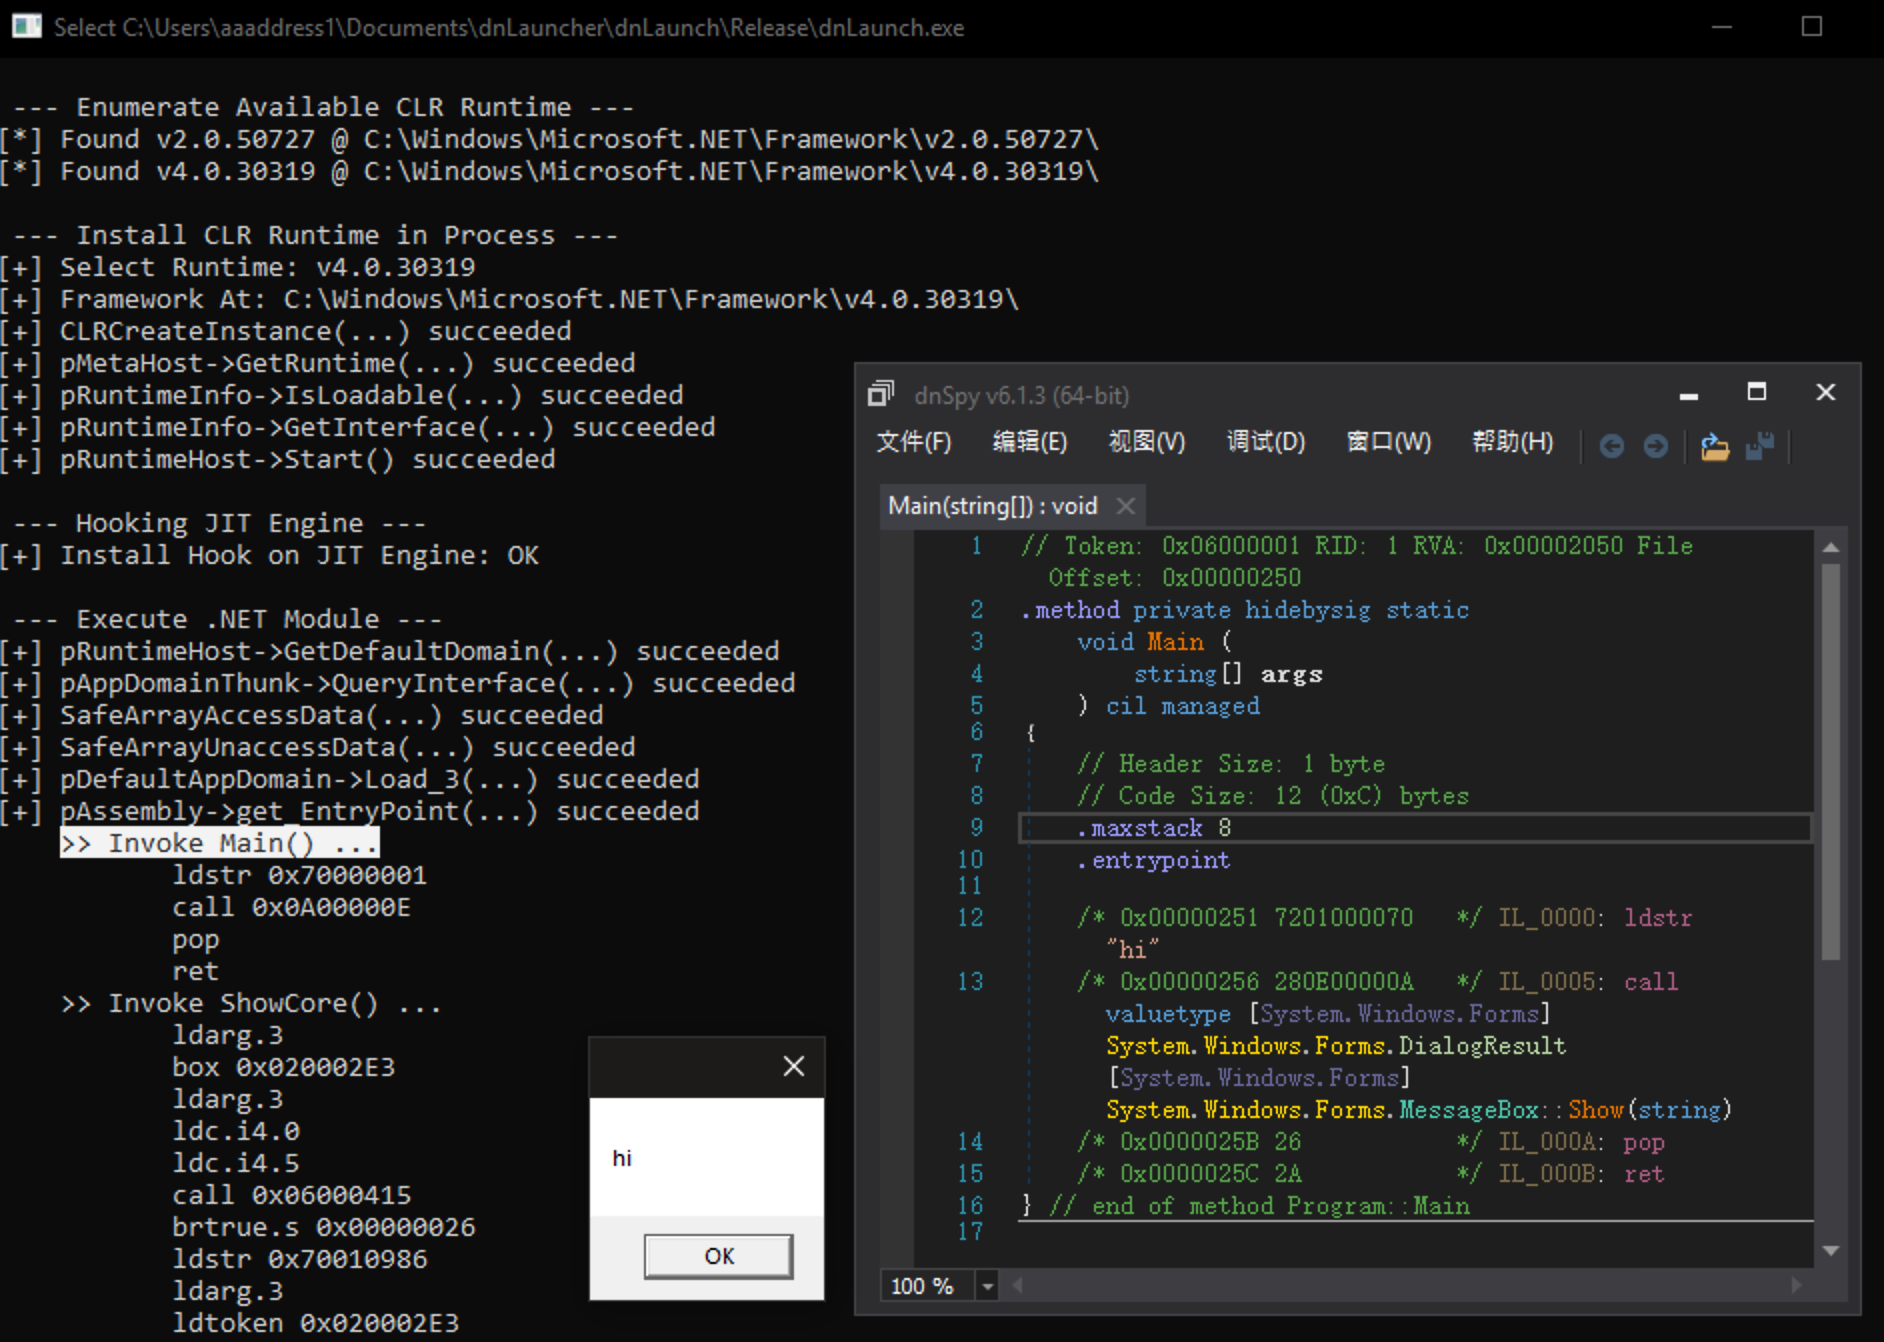 Select C:\Users\aaaddress1\Documents\dnLauncher\dnLaunch\Release\dnLaunch.exe
--- Enumerate Available CLR Runtime ---
[*] Found v2.0.50727 @ C:\Windows\Microsoft.NET\Framework\v2.0.50727\
[*] Found v4.0.30319 @ C:\Windows\Microsoft.NET\Framework\v4.0.30319\
--- Install CLR Runtime in Process ---
[+] Select Runtime: v4.0.30319
[+] Framework At: C:\Windows\Microsoft.NET\Framework\v4.0.30319\
[+] CLRCreateInstance(...) succeeded
[+] pMetaHost->GetRuntime(...) succeeded
[+] pRuntimeInfo->IsLoadable(...) succeeded
[+] pRuntimeInfo->GetInterface(...) succeeded
[+] pRuntimeHost->Start() succeeded
--- Hooking JIT Engine ---
[+] Install Hook on JIT Engine: OK
--- Execute .NET Module ---
[+] pRuntimeHost->GetDefaultDomain(...) succeeded
[+] pAppDomainThunk->QueryInterface(...) succeeded
[+] SafeArrayAccessData(...) succeeded
[+] SafeArrayUnaccessData(...) succeeded
[+] pDefaultAppDomain->Load_3(...) succeeded
[+] pAssembly->get_EntryPoint(...) succeeded
>> Invoke Main() ...
ldstr 0x70000001
call 0x0A00000E
pop
ret
>> Invoke ShowCore() ...
ldarg.3
box 0x020002E3
ldarg.3
ldc.i4.0
ldc.i4.5
call 0x06000415
brtrue.s 0x00000026
ldstr 0x70010986
ldarg.3
ldtoken 0x020002E3
hi
OK
dnSpy v6.1.3 (64-bit)
文件(F) 编辑(E) 视图(V) 调试(D) 窗口(W) 帮助(H)
Main(string[]) : void
1 // Token: 0x06000001 RID: 1 RVA: 0x00002050 File
Offset: 0x00000250
2 .method private hidebysig static
3 void Main (
4 string[] args
5 ) cil managed
6 {
7 // Header Size: 1 byte
8 // Code Size: 12 (0xC) bytes
9 .maxstack 8
10 .entrypoint
11
12 /* 0x00000251 7201000070 */ IL_0000: ldstr
"hi"
13 /* 0x00000256 280E00000A */ IL_0005: call
valuetype [System.Windows.Forms]
System.Windows.Forms.DialogResult
[System.Windows.Forms]
System.Windows.Forms.MessageBox::Show(string)
14 /* 0x0000025B 26 */ IL_000A: pop
15 /* 0x0000025C 2A */ IL_000B: ret
16 } // end of method Program::Main
17
100 %